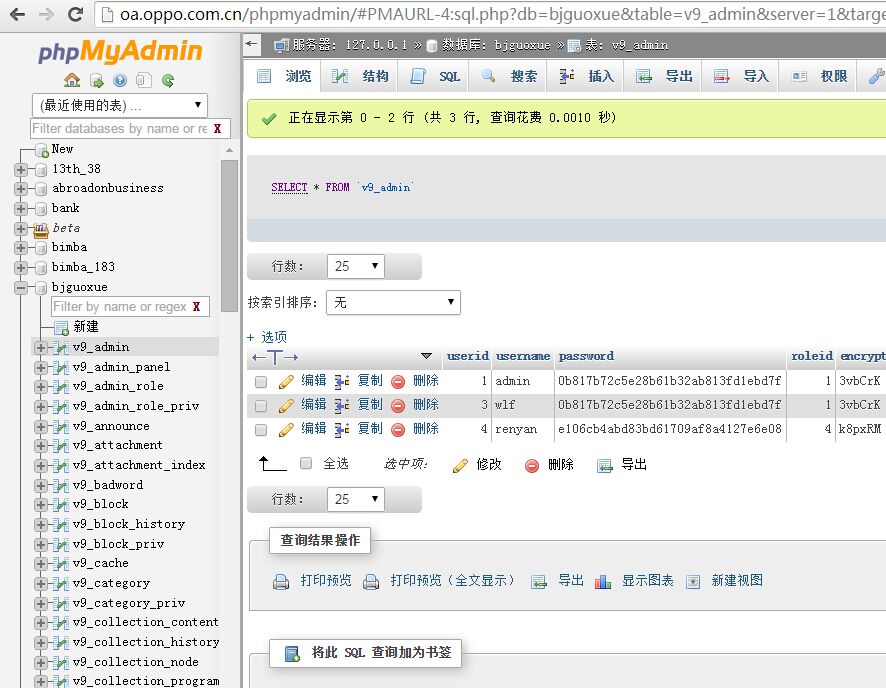 oa.oppo.com.cn/phpmyadmin/#PMAURL-4:sql.php?db=bjguoxue&table=v9_admin&server=1&targe
phpMyAdmin
(最近使用的表) ...
Filter databases by name or re X
New
13th_38
abroadonbusiness
bank
beta
bimba
bimba_183
bjguoxue
Filter by name or regex X
新建
v9_admin
v9_admin_panel
v9_admin_role
v9_admin_role_priv
v9_announce
v9_attachment
v9_attachment_index
v9_badword
v9_block
v9_block_history
v9_block_priv
v9_cache
v9_category
v9_category_priv
v9_collection_content
v9_collection_history
v9_collection_node
v9_collection_program
服务器: 127.0.0.1 » 数据库: bjguoxue » 表: v9_admin
浏览 结构 SQL 搜索 插入 导出 导入 权限
正在显示第 0 - 2 行 (共 3 行, 查询花费 0.0010 秒)
SELECT * FROM `v9_admin`
行数: 25
按索引排序: 无
+ 选项
←T→ userid username password roleid encrypt
编辑 复制 删除 1 admin 0b817b72c5e28b61b32ab813fd1ebd7f 1 3vbCrK
编辑 复制 删除 3 wlf 0b817b72c5e28b61b32ab813fd1ebd7f 1 3vbCrK
编辑 复制 删除 4 renyan e106cb4abd83bd61709af8a4127e6e08 4 k8pxRM
全选 选中项: 修改 删除 导出
行数: 25
查询结果操作
打印预览 打印预览（全文显示） 导出 显示图表 新建视图
将此 SQL 查询加为书签